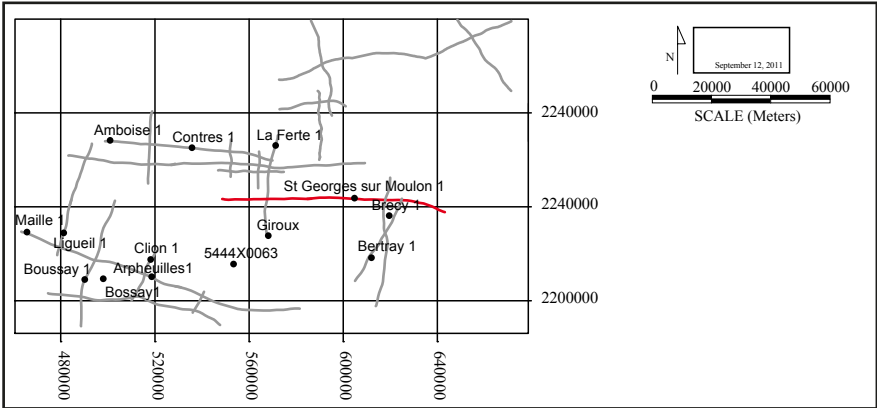 N
September 12, 2011
0 20000 40000 60000
SCALE (Meters)
2240000
Amboise 1
Contres 1
La Ferte 1
St Georges sur Moulon 1
2240000
Brecy 1
Maille 1
Ligueil 1
Giroux
Clion 1
5444X0063
Bertray 1
Boussay 1
Arpheuilles1
Bossay1
2200000
480000
520000
560000
600000
640000